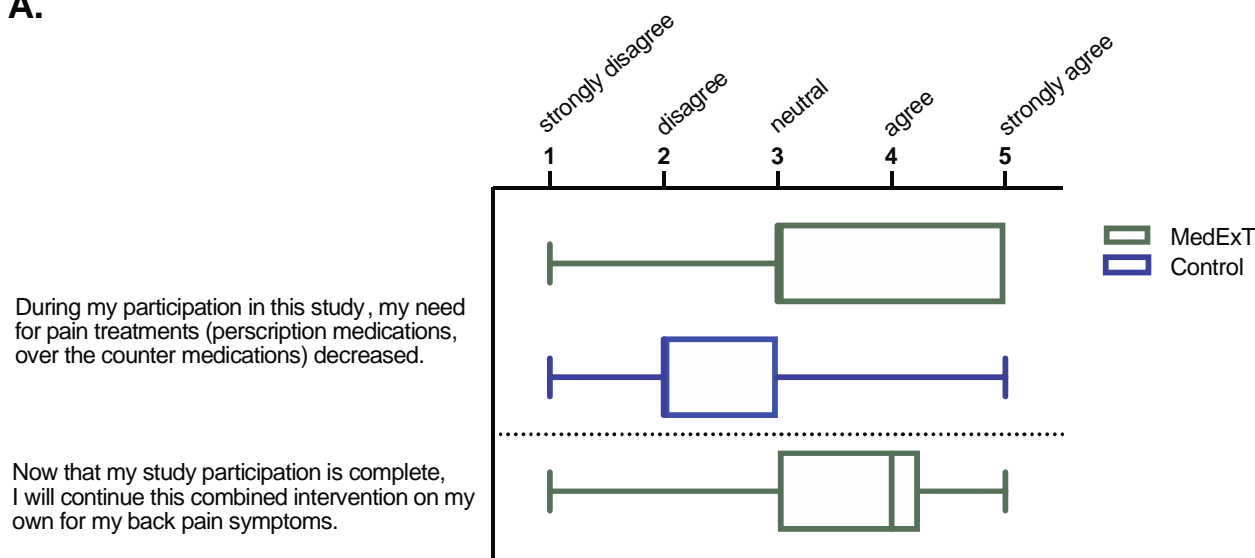 A.
strongly disagree
disagree
neutral
agree
strongly agree
1 2 3 4 5
MedExT
Control
During my participation in this study, my need
for pain treatments (perscription medications,
over the counter medications) decreased.
Now that my study participation is complete,
I will continue this combined intervention on my
own for my back pain symptoms.